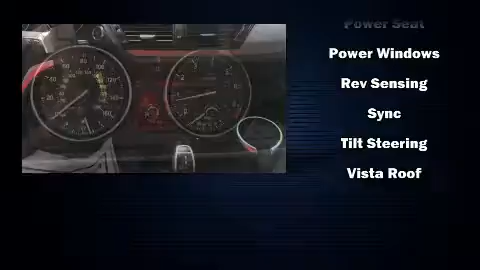 Power Seat
Power Windows
Rev Sensing
Sync
Tilt Steering
Vista Roof